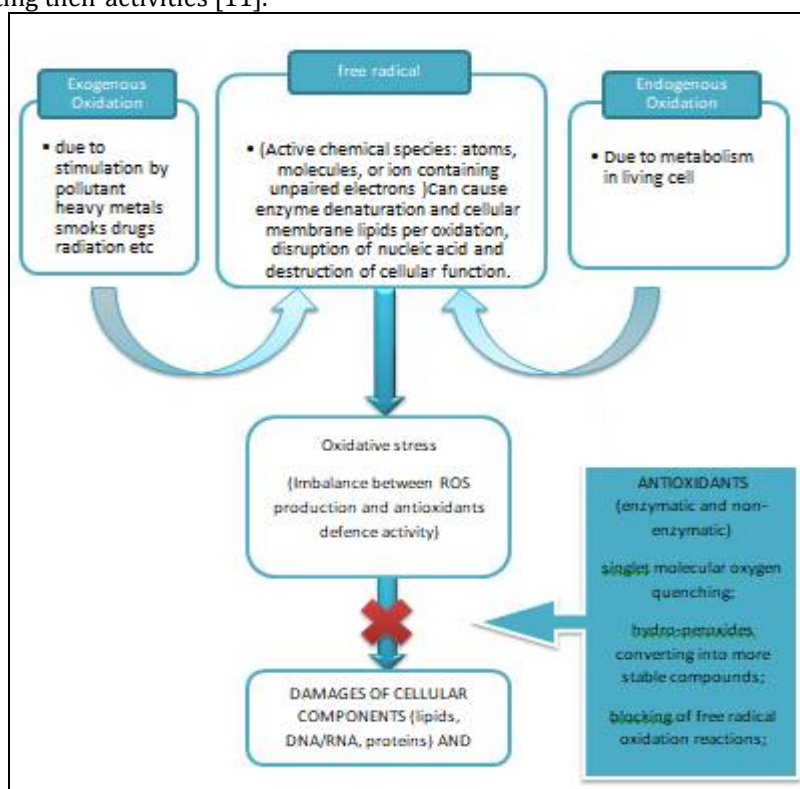 ting their activities [11].
Exogenous
Oxidation
▪ due to
stimulation by
pollutant
heavy metals
smoks drugs
radiation etc
free radical
▪ (Active chemical species: atoms,
molecules, or ion containing
unpaired electrons )Can cause
enzyme denaturation and cellular
membrane lipids per oxidation,
disruption of nucleic acid and
destruction of cellular function.
Endogenous
Oxidation
▪ Due to metabolism
in living cell
Oxidative stress
(Imbalance between ROS
production and antioxidants
defence activity)
ANTIOXIDANTS
(enzymatic and non-
enzymatic)
singlet molecular oxygen
quenching;
hydro-peroxides,
converting into more
stable compounds;
blocking of free radical
oxidation reactions;
DAMAGES OF CELLULAR
COMPONENTS (lipids,
DNA/RNA, proteins) AND